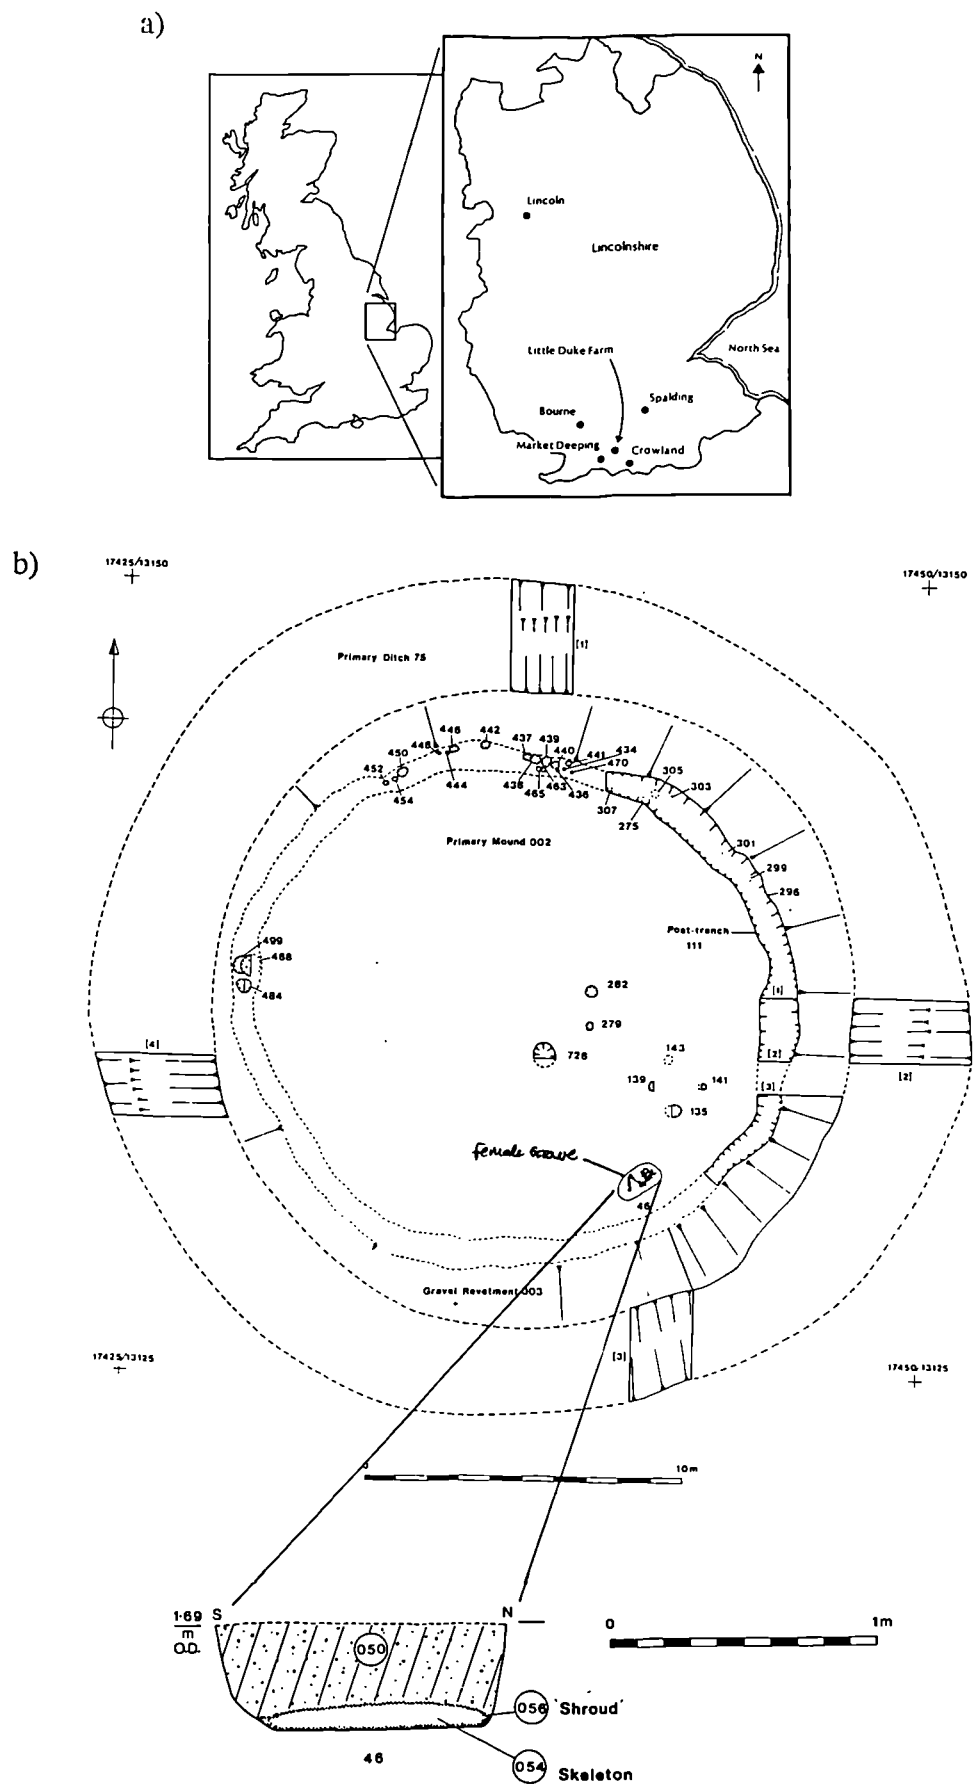 a)
N
Lincoln
Lincolnshire
Little Duke Farm
North Sea
Spalding
Bourne
Market Deeping
Crowland
b)
17425/13150
17450/13150
[1]
Primary Ditch 75
446
442
437
439
440
441
434
470
448
450
452
454
444
438
465
463
436
305
303
307
275
Primary Mound 002
301
299
296
Post-trench
111
499
468
484
[1]
282
279
[4]
726
143
[2]
[2]
139
141
[3]
135
female Grave
46
Gravel Revetment 003
17425/13125
[3]
17450/13125
0
10m
1·69 S
m
O.D.
N
0
1m
050
056 'Shroud'
46
054 Skeleton